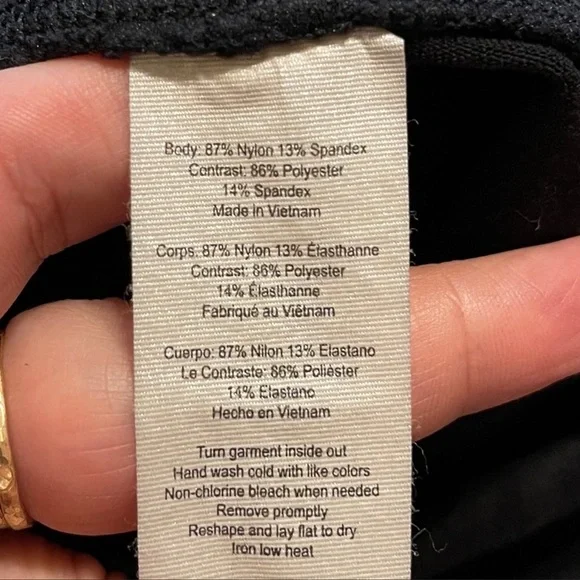 Body: 87% Nylon 13% Spandex
Contrast: 86% Polyester
14% Spandex
Made in Vietnam
Corps: 87% Nylon 13% Élasthanne
Contrast: 86% Polyester
14% Élasthanne
Fabriqué au Viêtnam
Cuerpo: 87% Nilon 13% Elastano
Le Contraste: 86% Poliéster
14% Elastano
Hecho en Vietnam
Turn garment inside out
Hand wash cold with like colors
Non-chlorine bleach when needed
Remove promptly
Reshape and lay flat to dry
Iron low heat